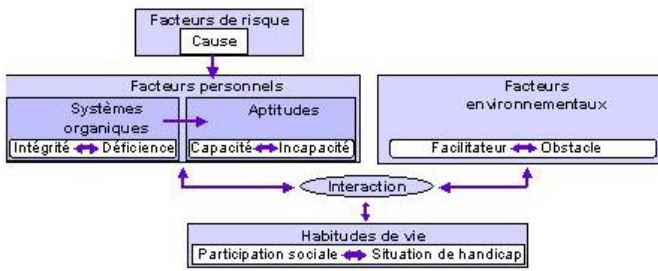 Facteurs de risque
Cause
Facteurs personnels
Systèmes
organiques
Intégrité Déficience
Aptitudes
Capacité Incapacité
Facteurs
environnementaux
Facilitateur Obstacle
Interaction
Habitudes de vie
Participation sociale Situation de handicap